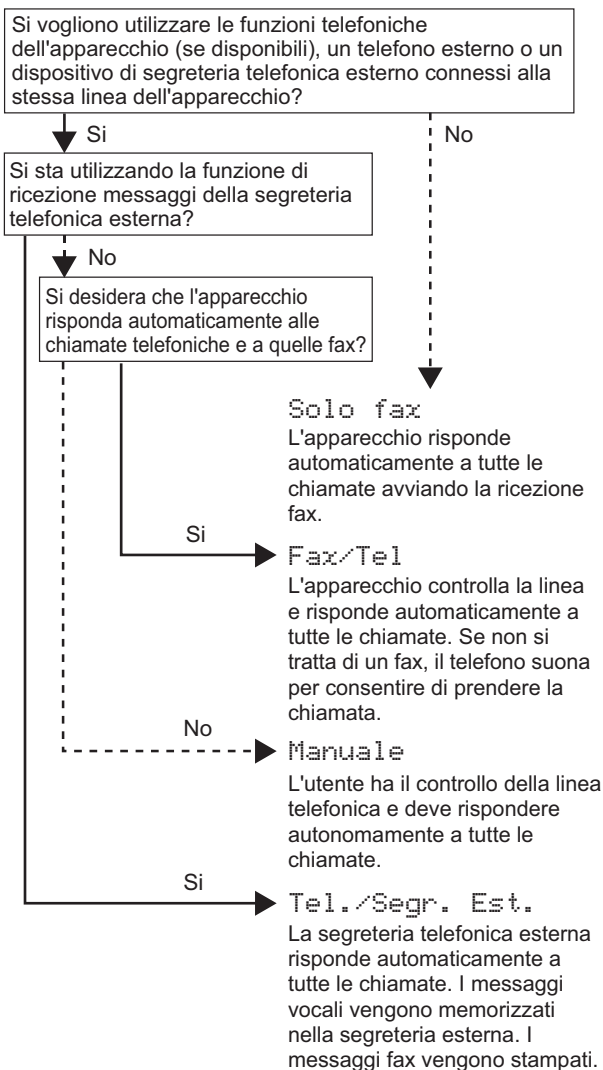 Si vogliono utilizzare le funzioni telefoniche
dell'apparecchio (se disponibili), un telefono esterno o un
dispositivo di segreteria telefonica esterno connessi alla
stessa linea dell'apparecchio?
Si
No
Si sta utilizzando la funzione di
ricezione messaggi della segreteria
telefonica esterna?
No
Si desidera che l'apparecchio
risponda automaticamente alle
chiamate telefoniche e a quelle fax?
Solo fax
L'apparecchio risponde
automaticamente a tutte le
chiamate avviando la ricezione
fax.
Si
Fax/Tel
L'apparecchio controlla la linea
e risponde automaticamente a
tutte le chiamate. Se non si
tratta di un fax, il telefono suona
per consentire di prendere la
chiamata.
No
Manuale
L'utente ha il controllo della linea
telefonica e deve rispondere
autonomamente a tutte le
chiamate.
Si
Tel./Segr. Est.
La segreteria telefonica esterna
risponde automaticamente a
tutte le chiamate. I messaggi
vocali vengono memorizzati
nella segreteria esterna. I
messaggi fax vengono stampati.